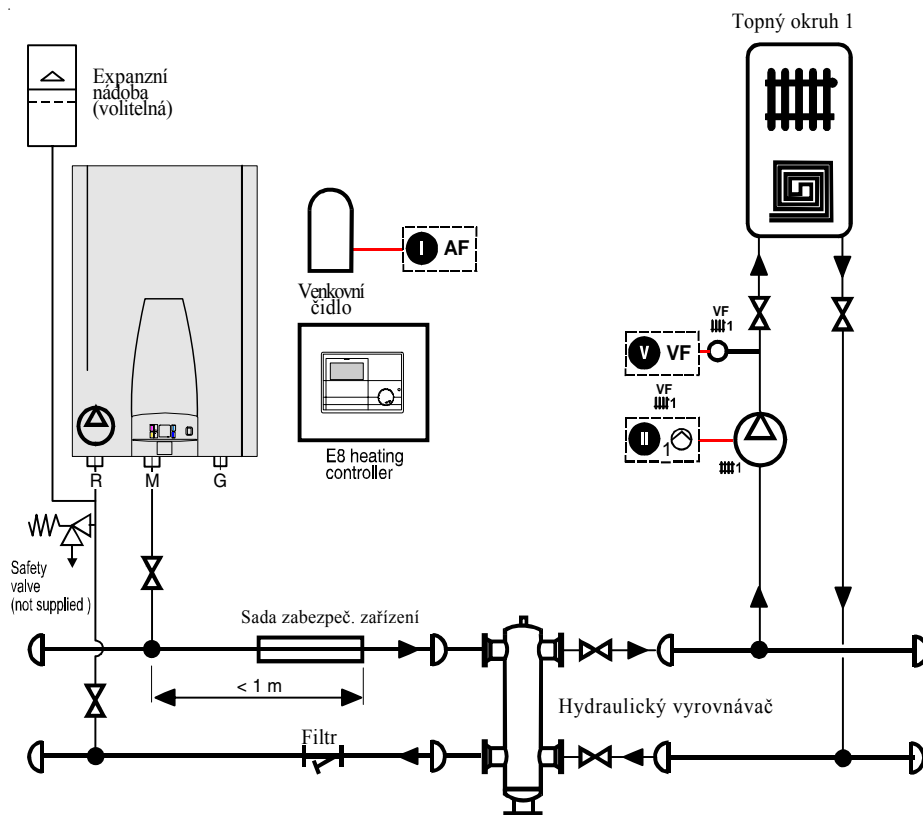 Topný okruh 1
Expanzní
nádoba
(volitelná)
I AF
Venkovní
čidlo
VF
1
V VF
VF
1
II 1
1
E8 heating
controller
R M G
Safety
valve
(not supplied )
Sada zabezpeč. zařízení
< 1 m
Hydraulický vyrovnávač
Filtr